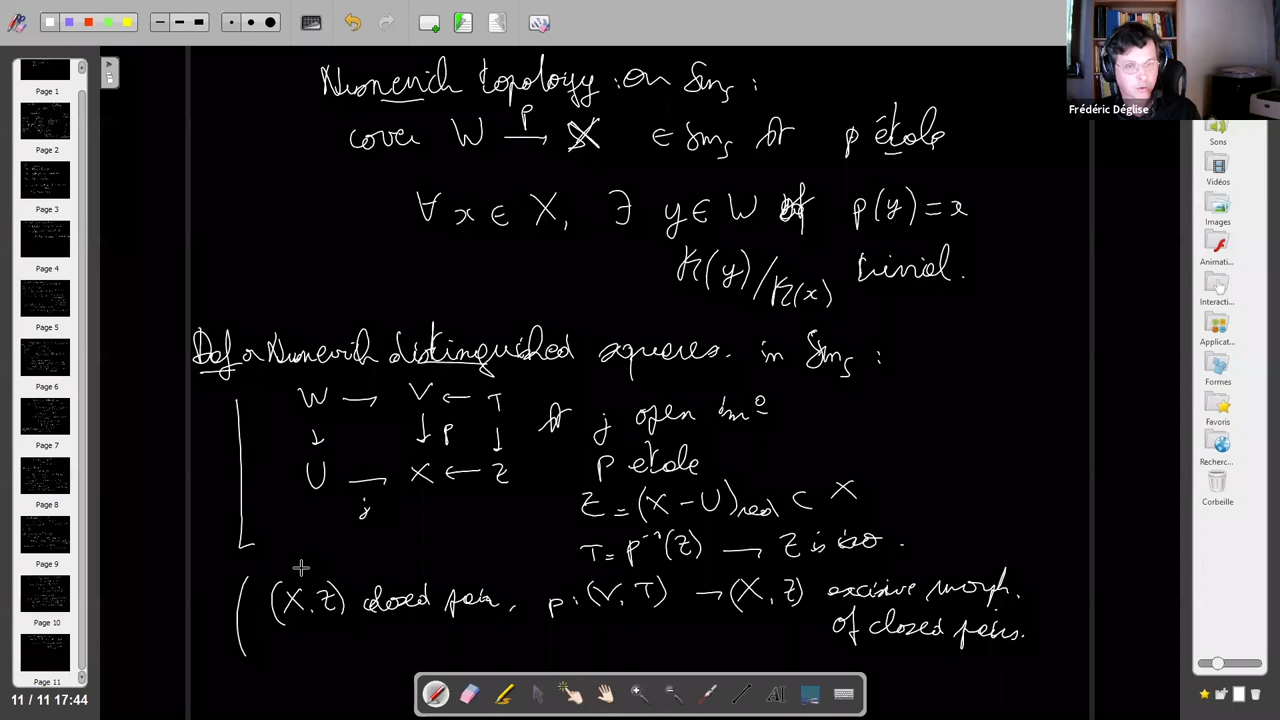 Page 1
Page 2
Page 3
Page 4
Page 5
Page 6
Page 7
Page 8
Page 9
Page 10
Page 11
11 / 11 17:44
Nisnevich topology : on Sm_S :
cover W —p→ X ∈ Sm_S st p étale
∀ x ∈ X, ∃ y ∈ W st p(y) = x
κ(y)/κ(x) trivial.
Def Nisnevich distinguished squares in Sm_S :
W → V ← T st j open imº
↓ ↓ p ↓
U → X ← Z p étale
j
Z = (X - U)_red ⊂ X
T = p⁻¹(Z) → Z is iso.
(X, Z) closed pair, p : (V, T) → (X, Z) excisive morph.
of closed pairs.
Frédéric Déglise
Sons
Vidéos
Images
Animati...
Interacti...
Applicat...
Formes
Favoris
Recherc...
Corbeille